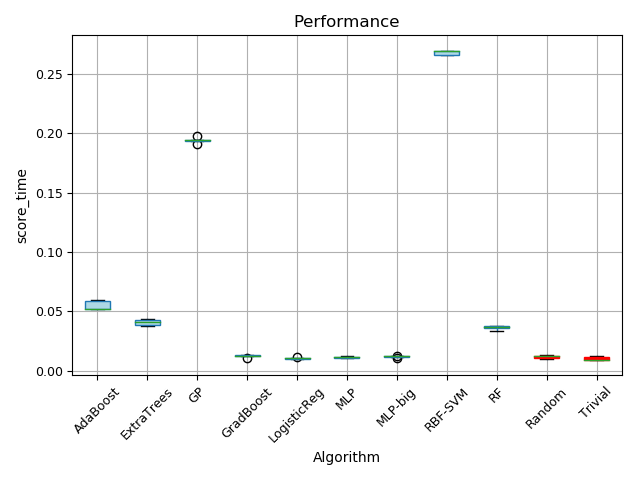 Performance
score_time
0.25
0.20
0.15
0.10
0.05
0.00
AdaBoost
ExtraTrees
GP
GradBoost
LogisticReg
MLP
MLP-big
RBF-SVM
RF
Random
Trivial
Algorithm